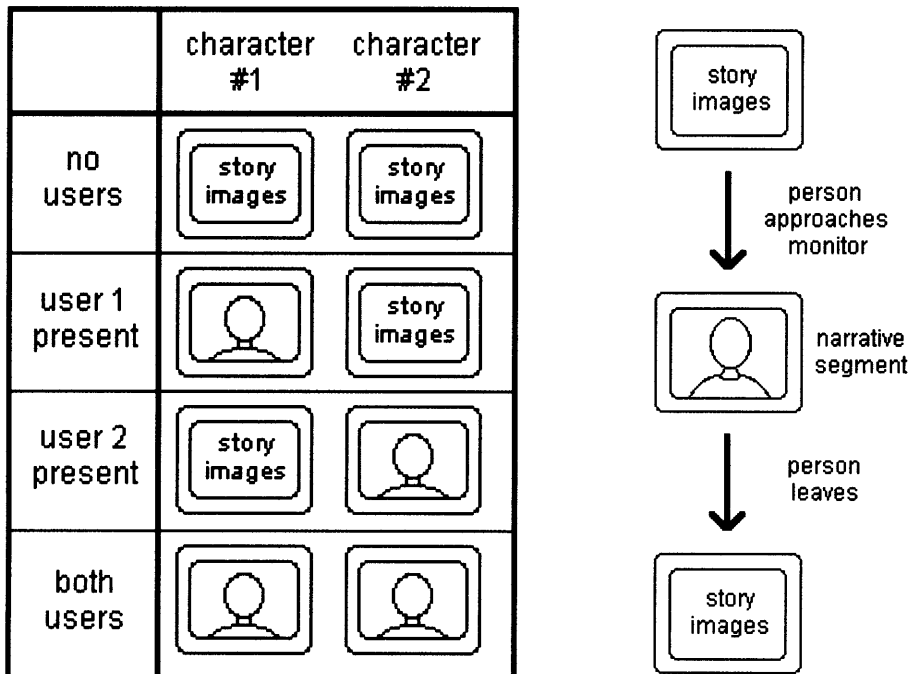 character
#1
character
#2
no
users
story
images
story
images
user 1
present
story
images
user 2
present
story
images
both
users
story
images
person
approaches
monitor
narrative
segment
person
leaves
story
images